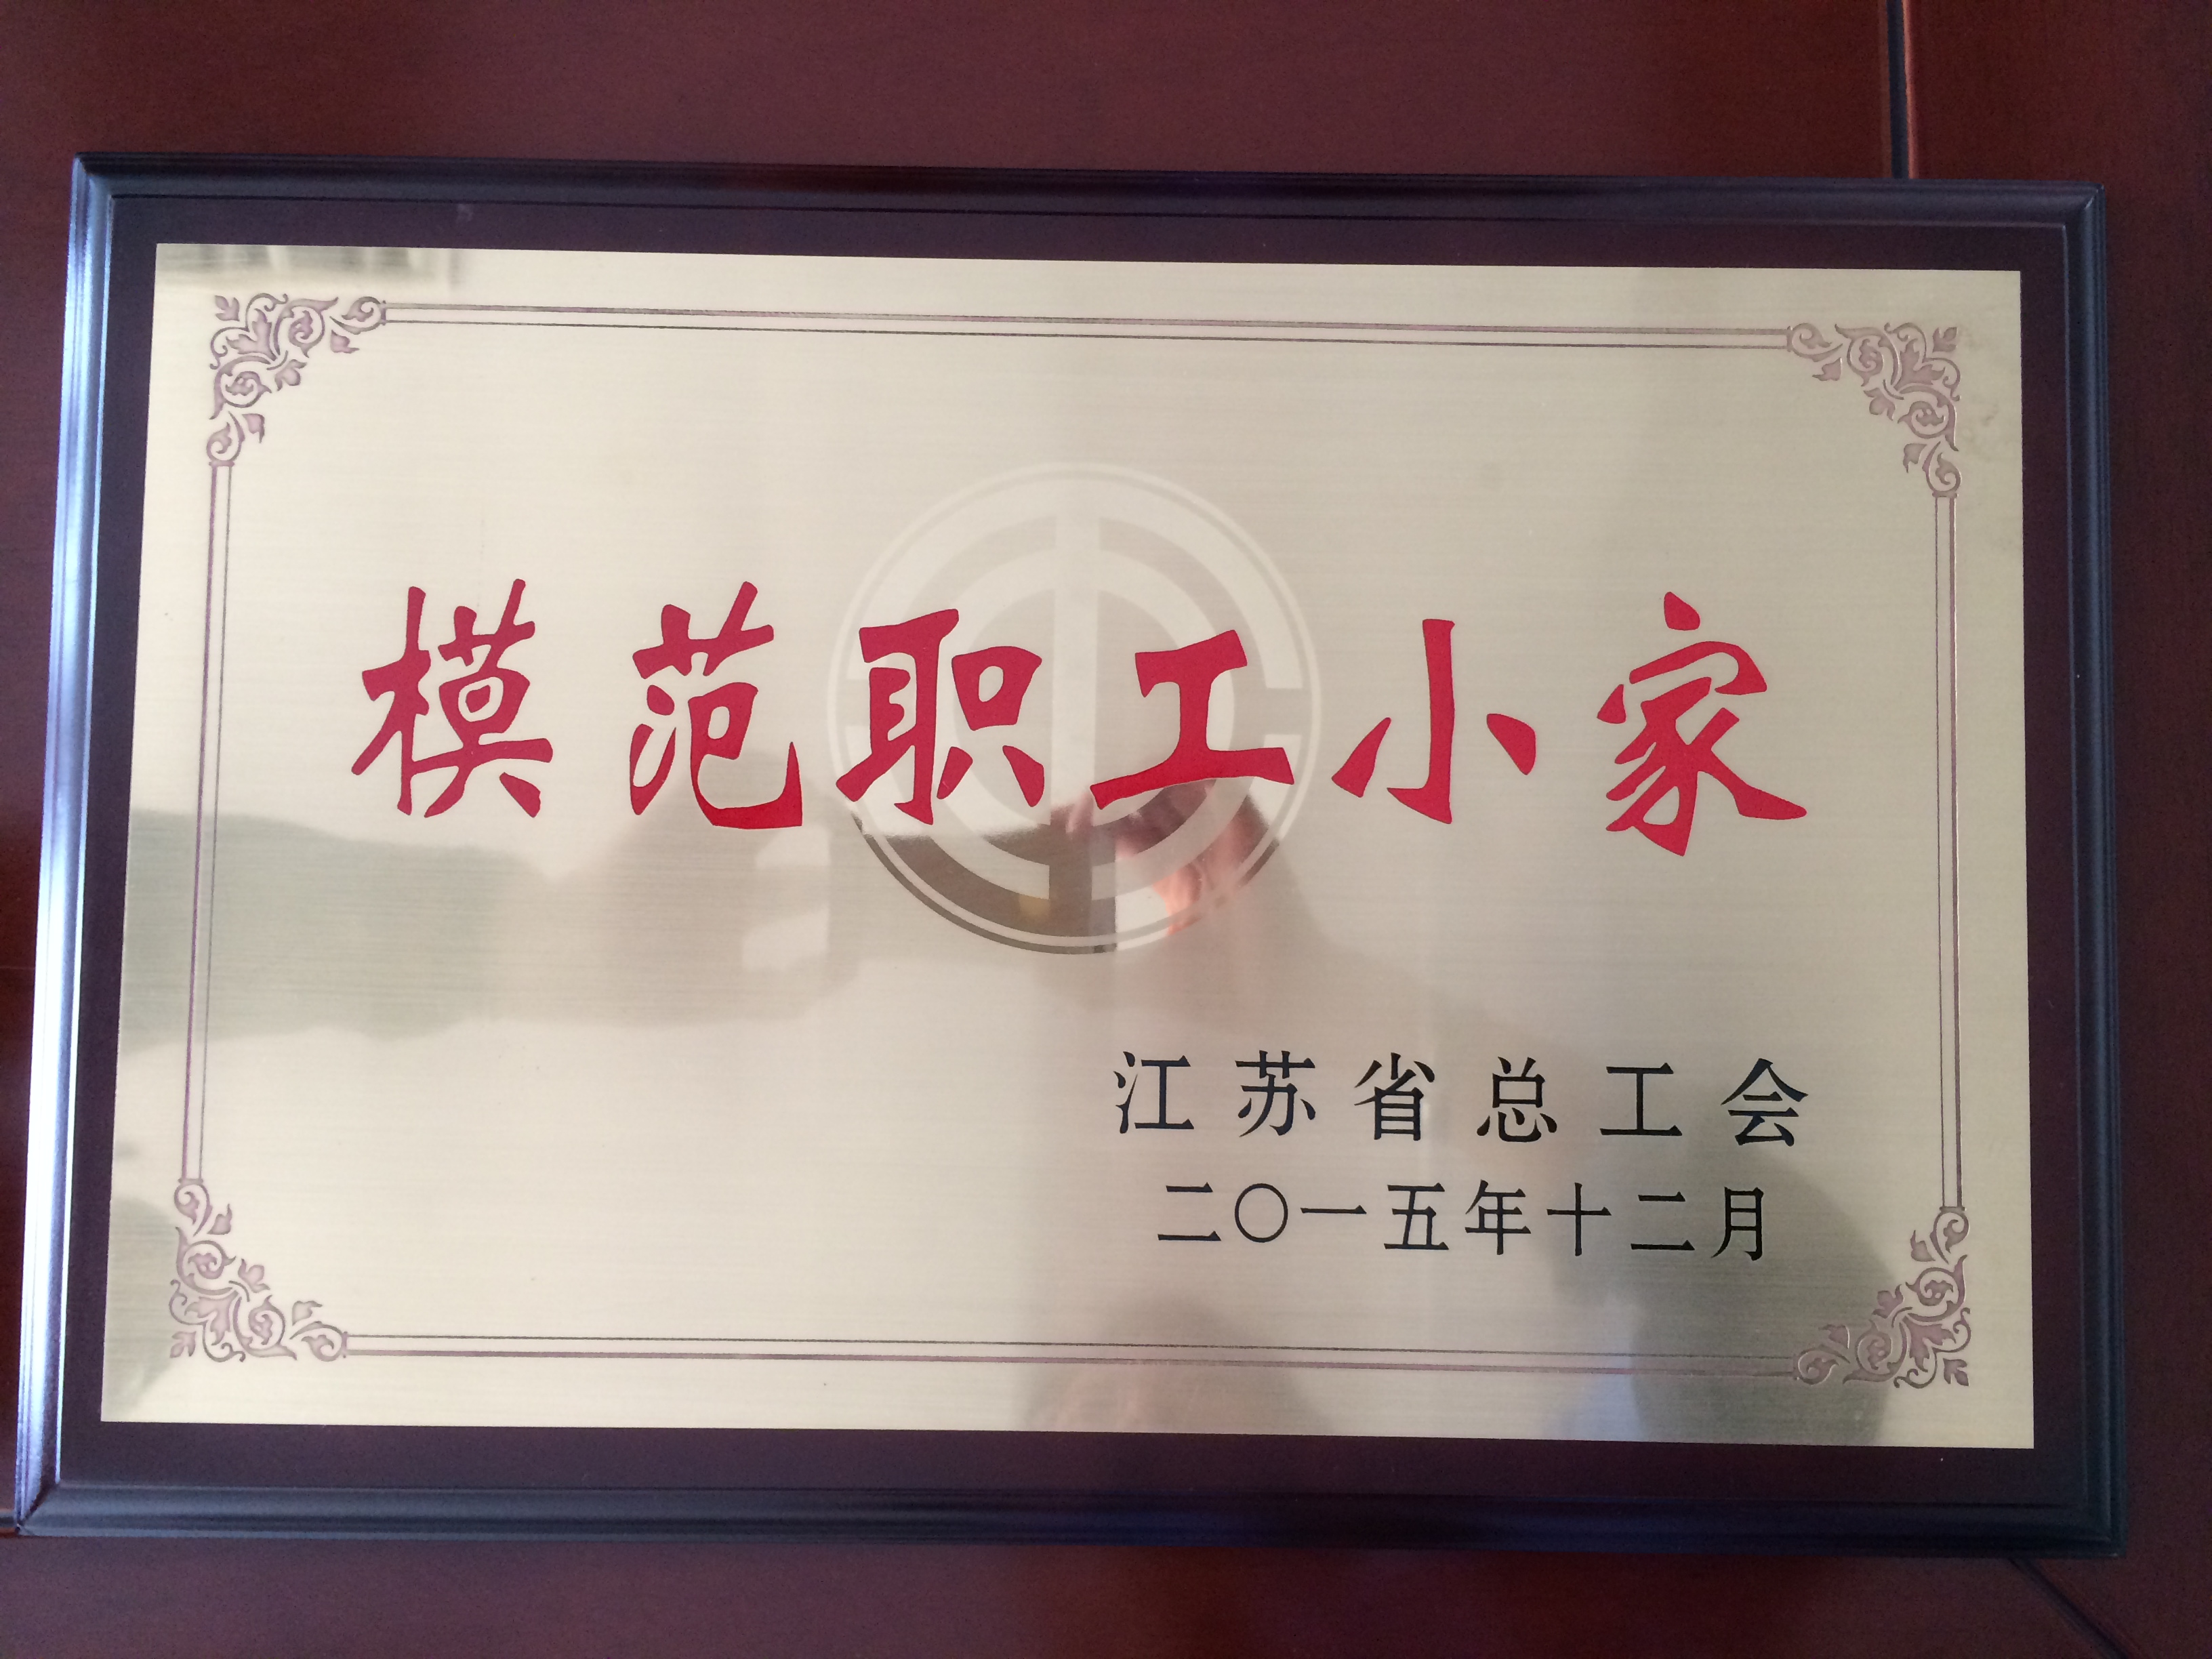 模范职工小家
江苏省总工会
二〇一五年十二月